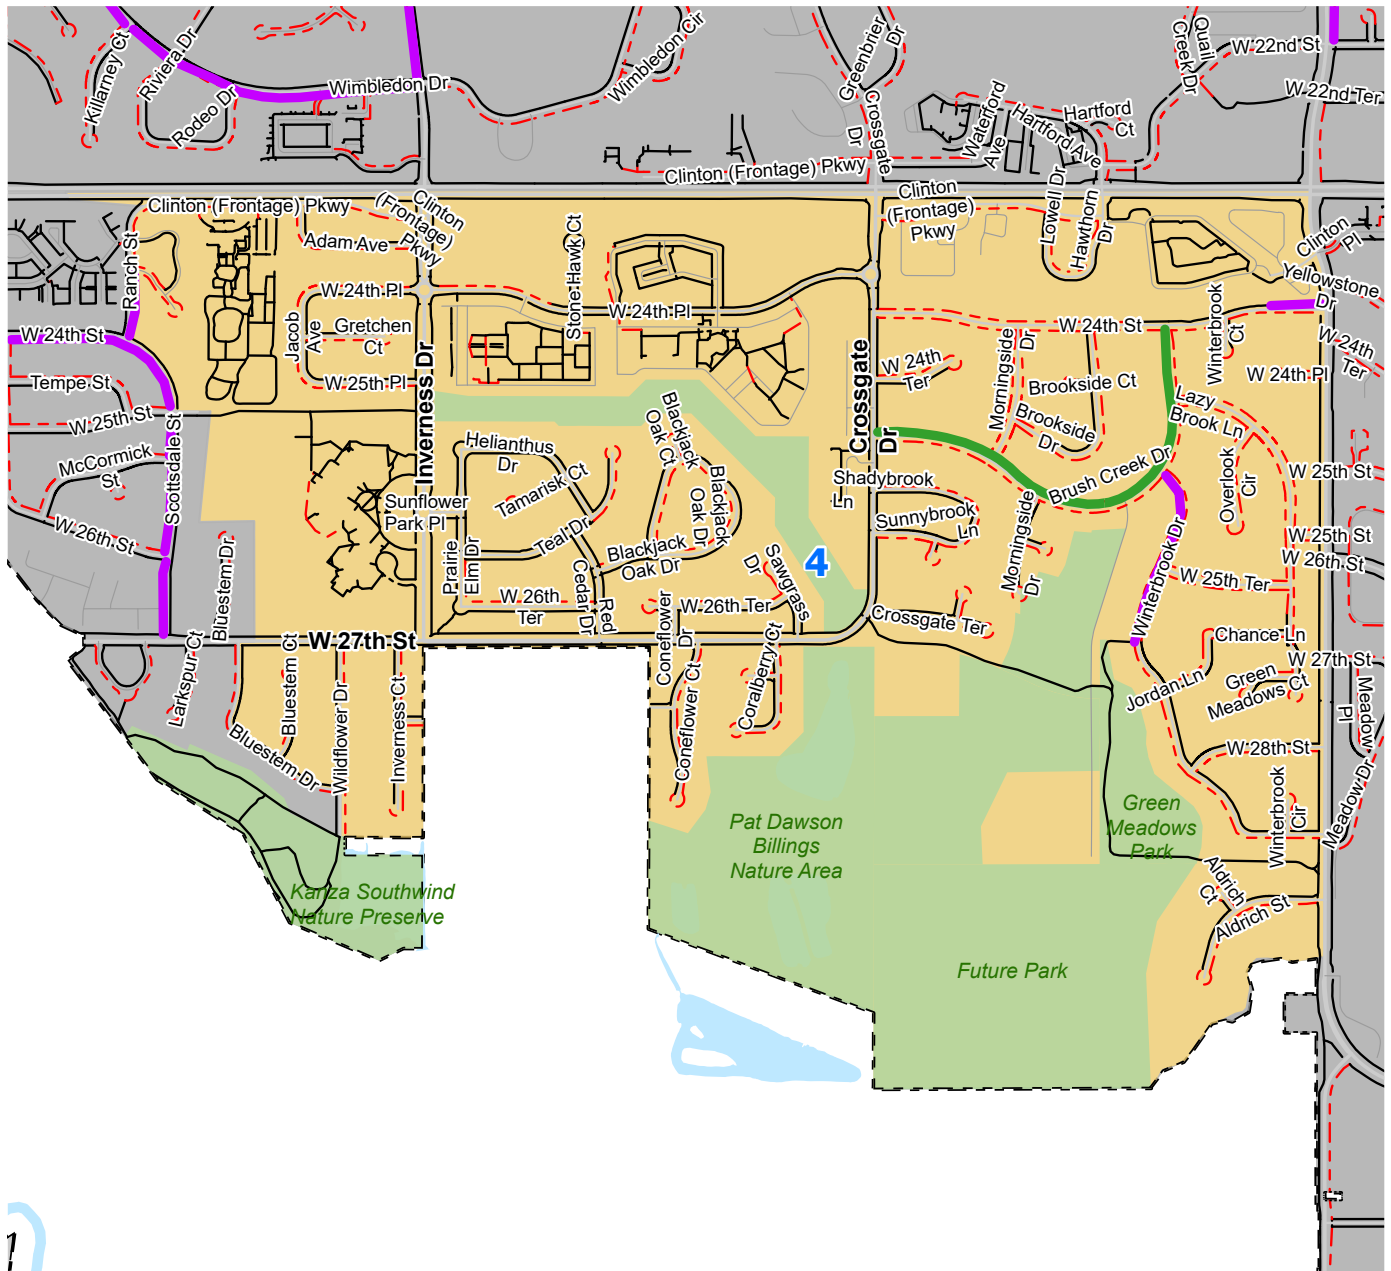 Killarney Ct
Riviera Dr
Rodeo Dr
Wimbledon Dr
Wimbledon Cir
Greenbrier
Dr
Quail
Creek Dr
W 22nd St
W 22nd Ter
Crossgate
Dr
Waterford
Ave
Hartford Ave
Hartford
Ct
Clinton (Frontage) Pkwy
Lowell Dr
Hawthorn
Dr
Clinton (Frontage) Pkwy
Clinton
(Frontage)
Pkwy
Clinton
(Frontage)
Pkwy
Clinton
Pl
Yellowstone
Dr
Ranch St
Adam Ave
Stone Hawk Ct
W 24th Pl
W 24th Pl
W 24th St
W 24th St
Jacob
Ave
Gretchen
Ct
W 25th Pl
Inverness Dr
Crossgate
Dr
W 24th
Ter
Morningside
Dr
Brookside Ct
Brookside
Dr
Winterbrook
Ct
W 24th Pl
W 24th
Ter
Tempe St
W 25th St
McCormick
St
Scottsdale St
W 26th St
Helianthus
Dr
Tamarisk Ct
Teal Dr
Sunflower
Park Pl
Prairie
Elm Dr
Blackjack
Oak Ct
Blackjack
Oak Dr
Blackjack
Oak Dr
Shadybrook
Ln
Sunnybrook
Ln
Brush Creek Dr
Lazy
Brook Ln
Overlook
Cir
W 25th St
W 25th St
W 26th St
Morningside
Dr
Winterbrook Dr
W 25th Ter
Bluestem Dr
W 26th
Ter
Cedar Dr
Red
Coneflower
Dr
W 26th Ter
Sawgrass
Dr
4
Crossgate Ter
W 27th St
Larkspur Ct
Bluestem Ct
Bluestem Dr
Wildflower Dr
Inverness Ct
Coneflower Ct
Coralberry Ct
Chance Ln
Jordan Ln
Green
Meadows Ct
W 27th St
Meadow
Pl
Meadow Dr
W 28th St
Winterbrook
Cir
Aldrich
Ct
Aldrich St
Pat Dawson
Billings
Nature Area
Green
Meadows
Park
Kanza Southwind
Nature Preserve
Future Park